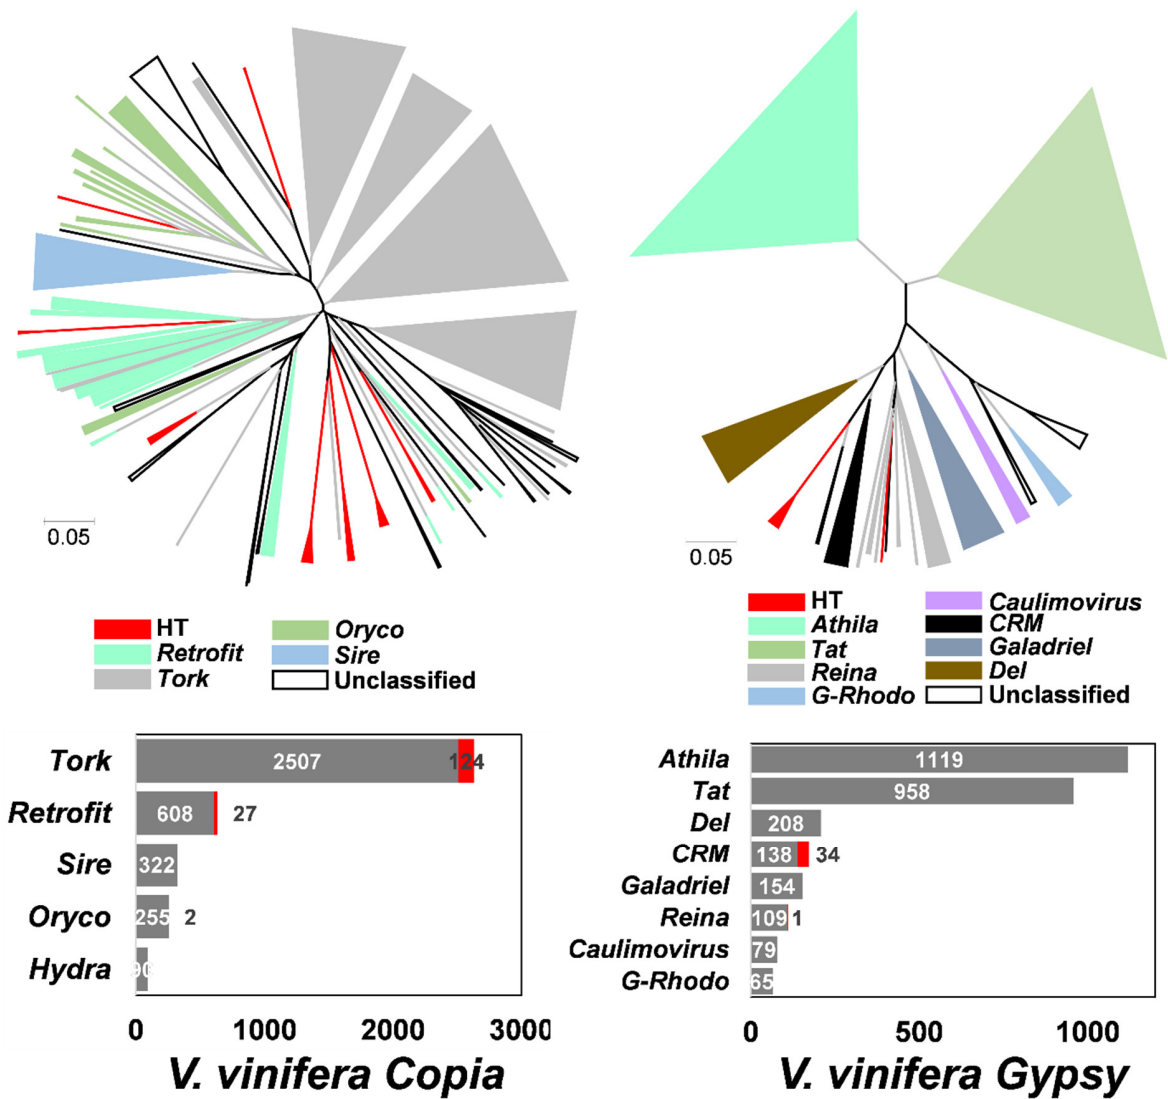 0.05
0.05
HT
Retrofit
Tork
Oryco
Sire
Unclassified
HT
Athila
Tat
Reina
G-Rhodo
Caulimovirus
CRM
Galadriel
Del
Unclassified
Tork 2507 124
Retrofit 608 27
Sire 322
Oryco 255 2
Hydra 90
0 1000 2000 3000
V. vinifera Copia
Athila 1119
Tat 958
Del 208
CRM 138 34
Galadriel 154
Reina 109 1
Caulimovirus 79
G-Rhodo 65
0 500 1000
V. vinifera Gypsy